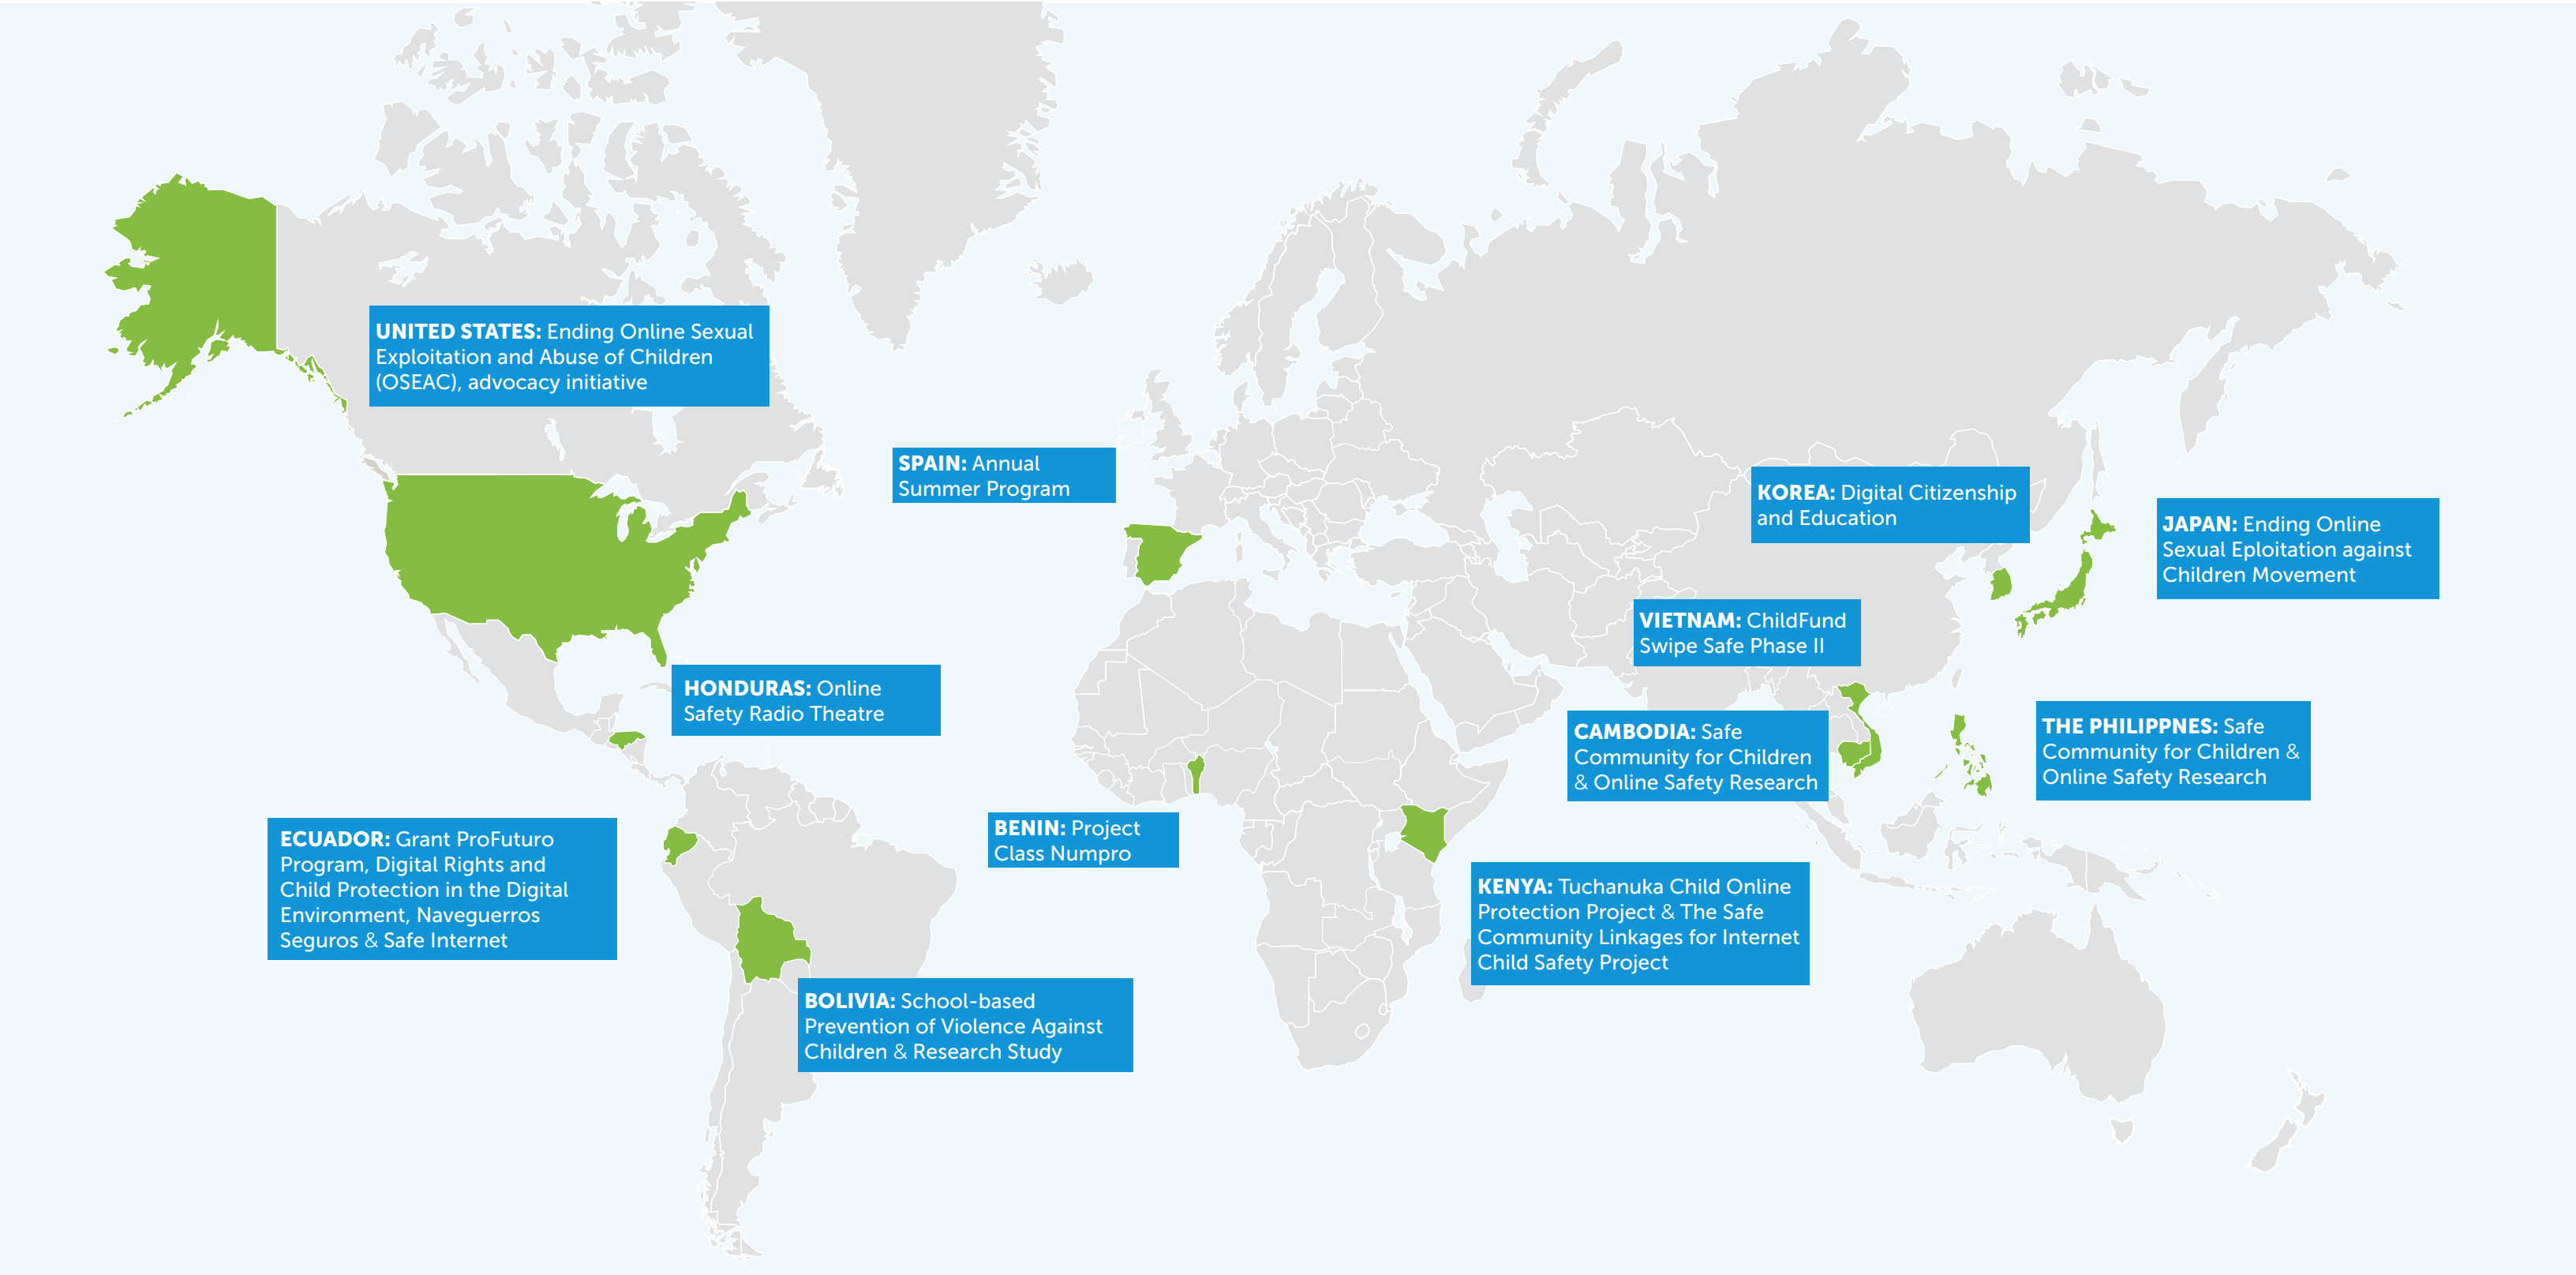 UNITED STATES: Ending Online Sexual
Exploitation and Abuse of Children
(OSEAC), advocacy initiative
SPAIN: Annual
Summer Program
KOREA: Digital Citizenship
and Education
JAPAN: Ending Online
Sexual Eploitation against
Children Movement
VIETNAM: ChildFund
Swipe Safe Phase II
HONDURAS: Online
Safety Radio Theatre
CAMBODIA: Safe
Community for Children
& Online Safety Research
THE PHILIPPNES: Safe
Community for Children &
Online Safety Research
ECUADOR: Grant ProFuturo
Program, Digital Rights and
Child Protection in the Digital
Environment, Naveguerros
Seguros & Safe Internet
BENIN: Project
Class Numpro
KENYA: Tuchanuka Child Online
Protection Project & The Safe
Community Linkages for Internet
Child Safety Project
BOLIVIA: School-based
Prevention of Violence Against
Children & Research Study